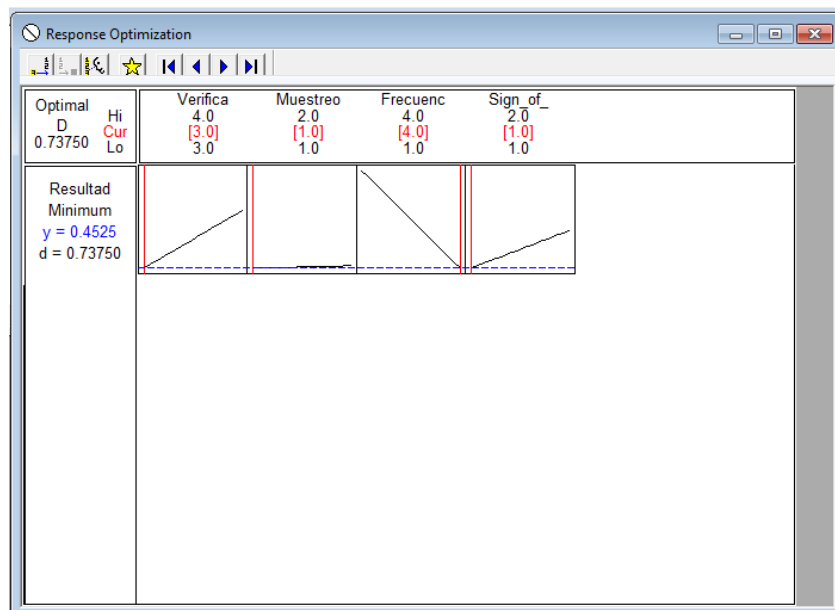 Response Optimization
Optimal
D
0.73750
Hi
Cur
Lo
Verifica
4.0
[3.0]
3.0
Muestreo
2.0
[1.0]
1.0
Frecuenc
4.0
[4.0]
1.0
Sign_of_
2.0
[1.0]
1.0
Resultad
Minimum
y = 0.4525
d = 0.73750